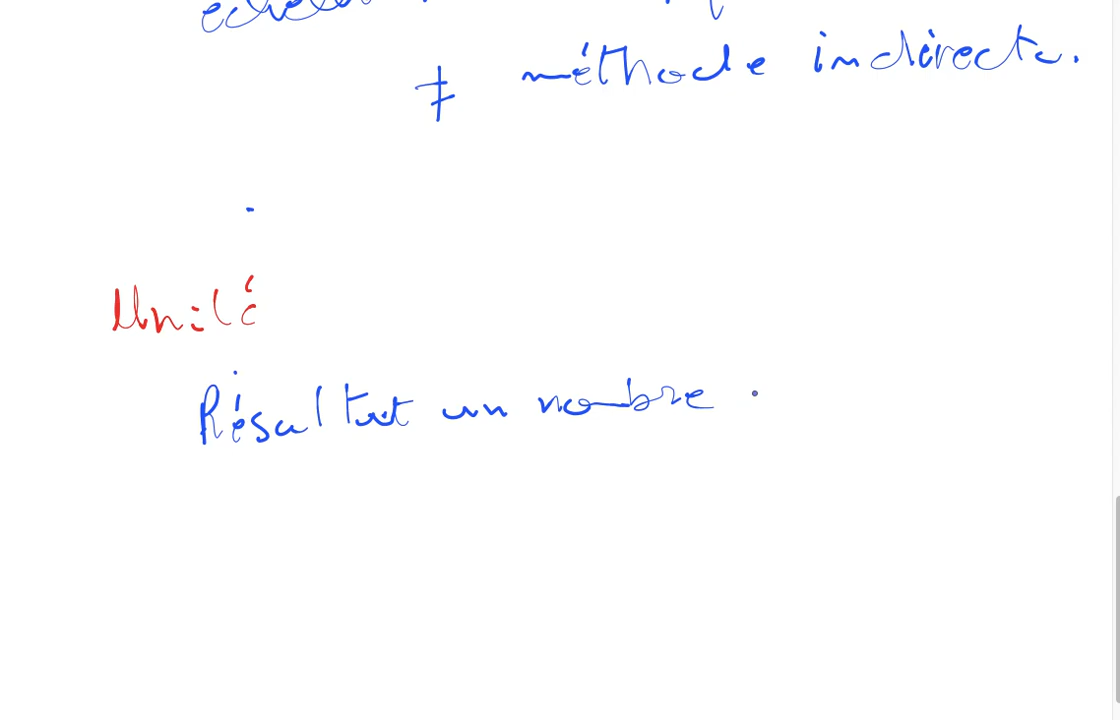 ≠ méthode indirecte.
Unité
Résultat un nombre